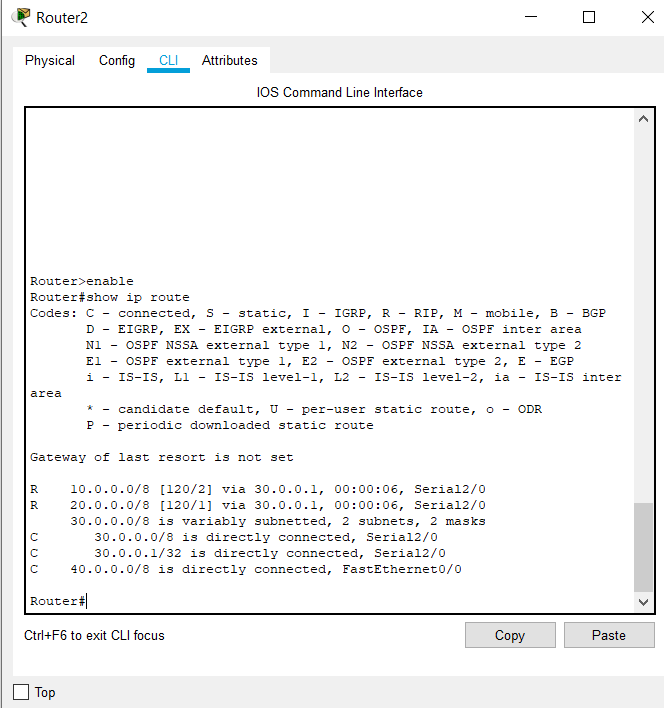 Router2
Physical Config CLI Attributes
IOS Command Line Interface
Router>enable
Router#show ip route
Codes: C - connected, S - static, I - IGRP, R - RIP, M - mobile, B - BGP
       D - EIGRP, EX - EIGRP external, O - OSPF, IA - OSPF inter area
       N1 - OSPF NSSA external type 1, N2 - OSPF NSSA external type 2
       E1 - OSPF external type 1, E2 - OSPF external type 2, E - EGP
       i - IS-IS, L1 - IS-IS level-1, L2 - IS-IS level-2, ia - IS-IS inter
area
       * - candidate default, U - per-user static route, o - ODR
       P - periodic downloaded static route
Gateway of last resort is not set
R    10.0.0.0/8 [120/2] via 30.0.0.1, 00:00:06, Serial2/0
R    20.0.0.0/8 [120/1] via 30.0.0.1, 00:00:06, Serial2/0
     30.0.0.0/8 is variably subnetted, 2 subnets, 2 masks
C       30.0.0.0/8 is directly connected, Serial2/0
C       30.0.0.1/32 is directly connected, Serial2/0
C    40.0.0.0/8 is directly connected, FastEthernet0/0
Router#
Ctrl+F6 to exit CLI focus
Copy Paste
Top